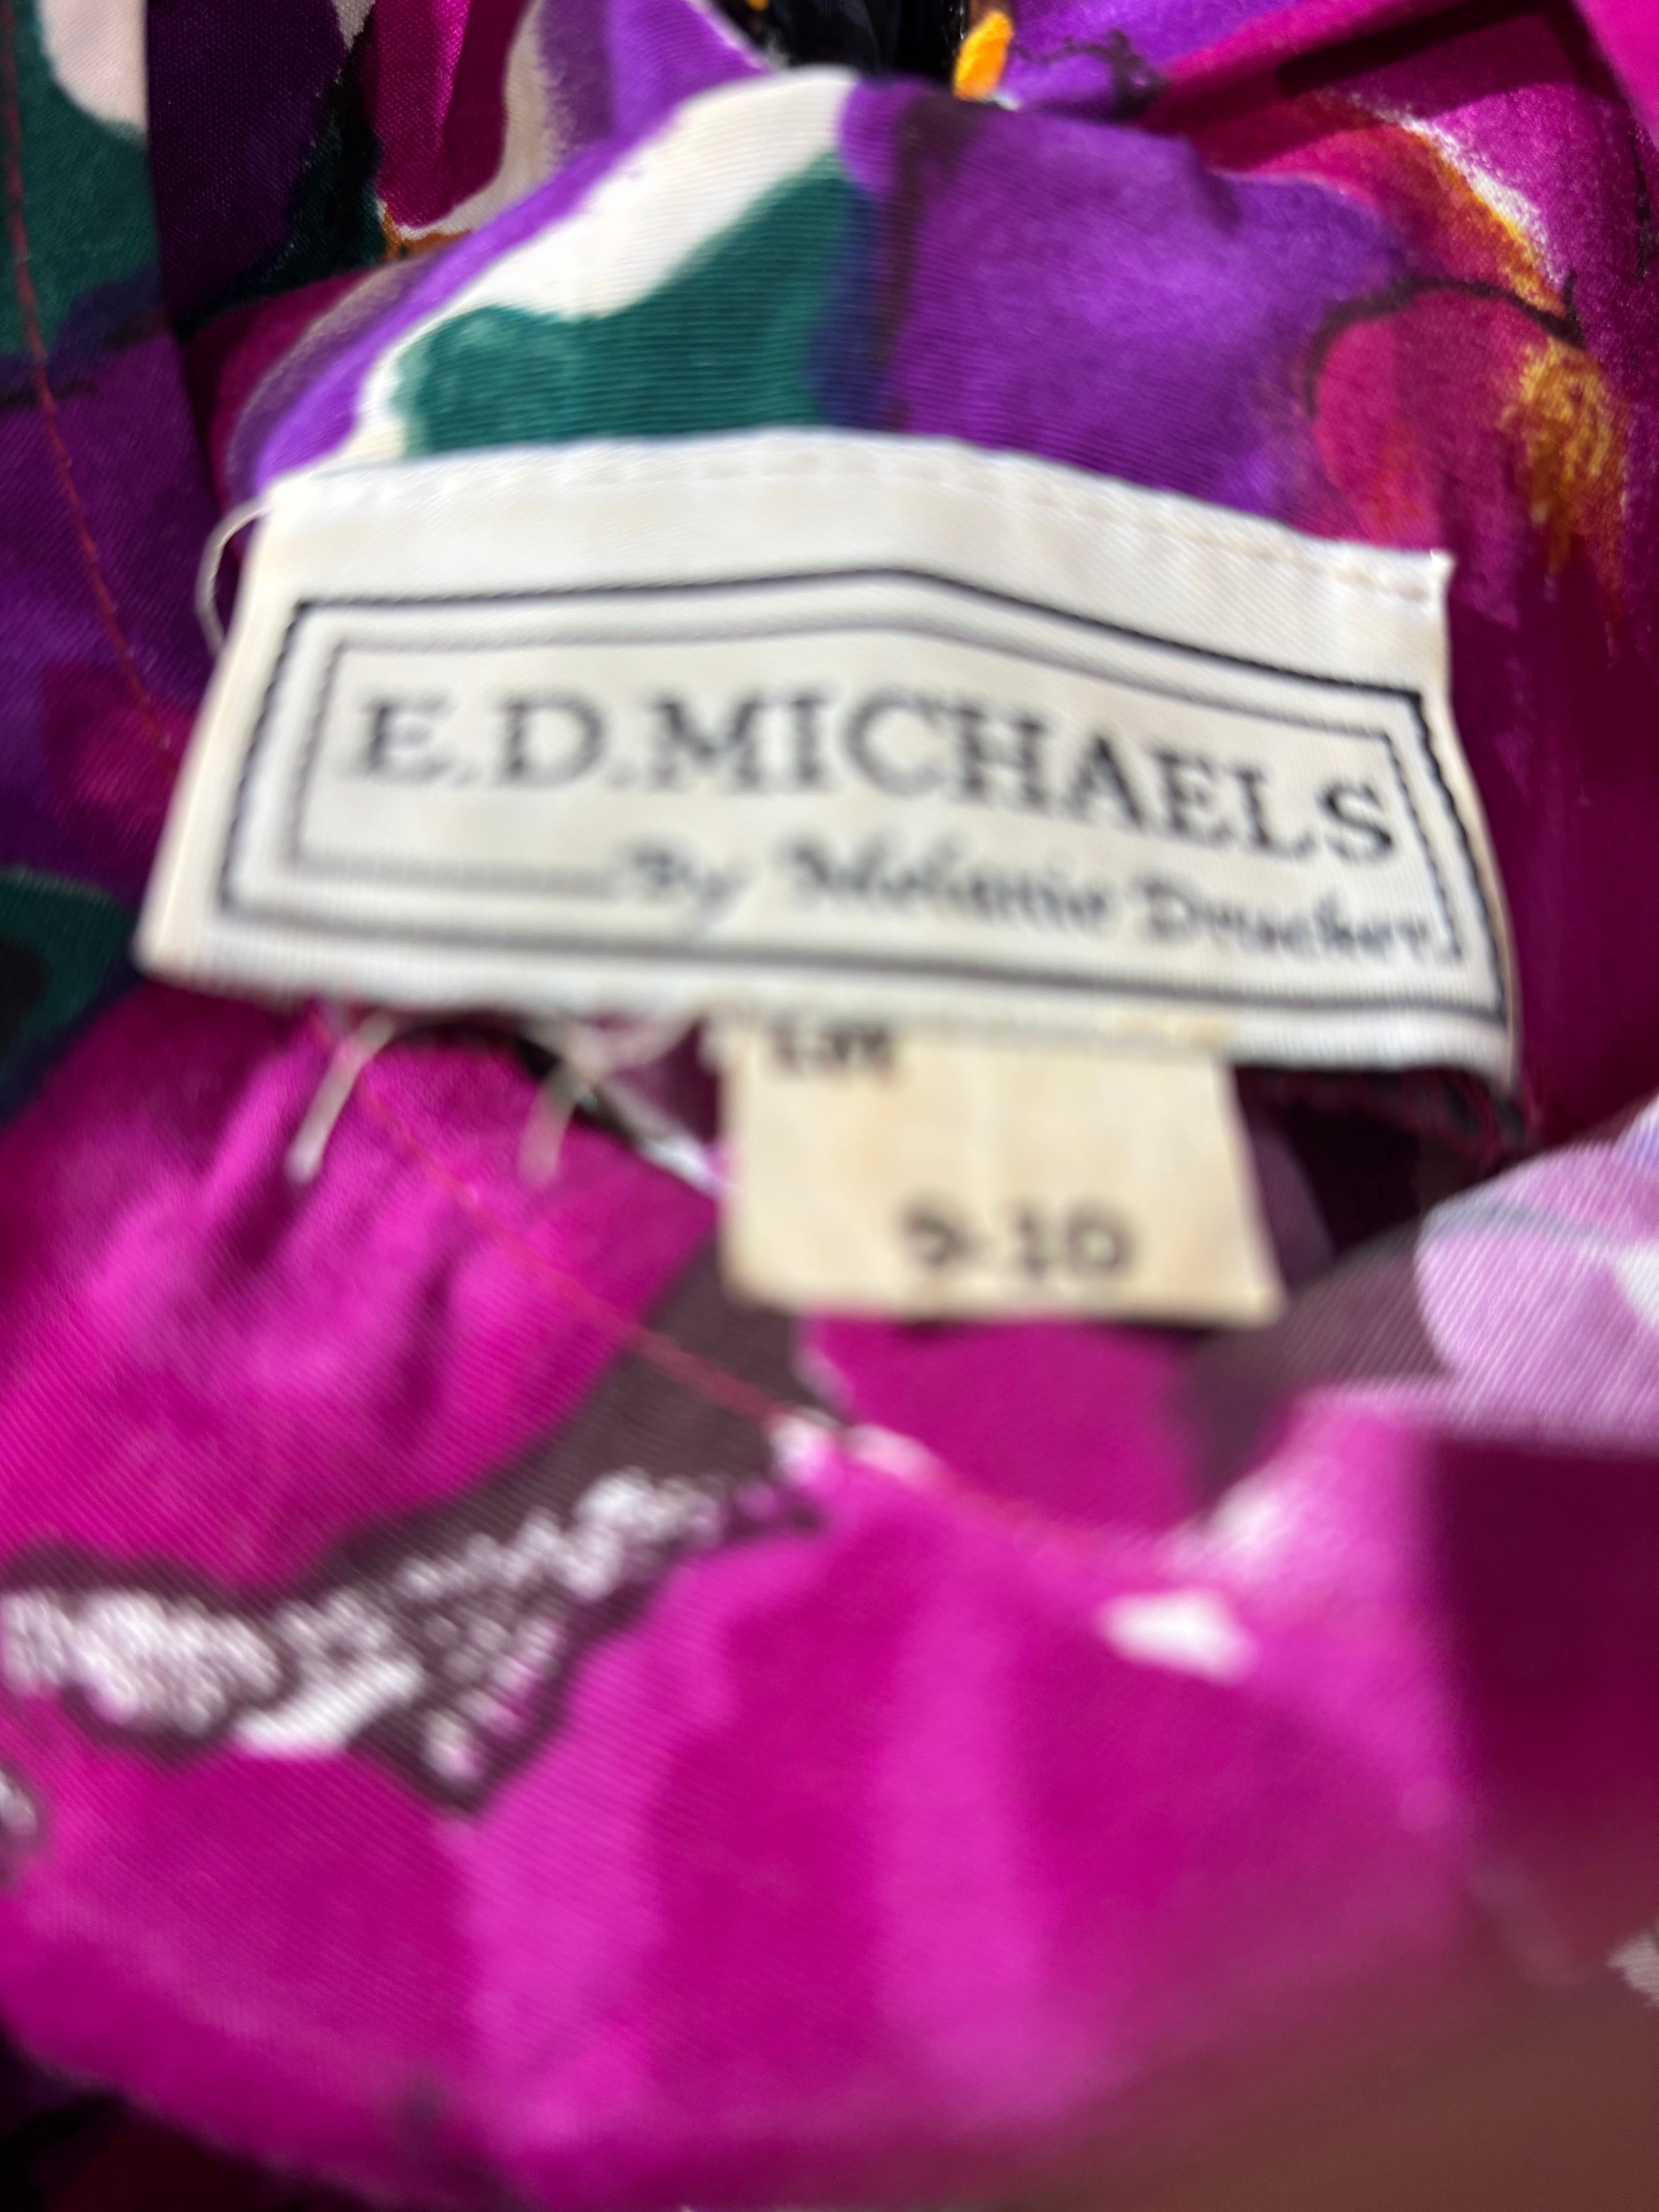 E.D.MICHAELS
By Melanie Drucker
9-10